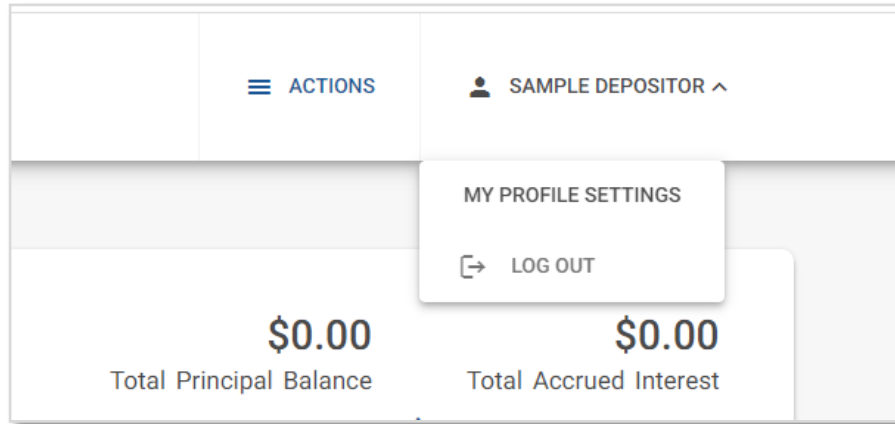 ACTIONS
SAMPLE DEPOSITOR
MY PROFILE SETTINGS
LOG OUT
$0.00
Total Principal Balance
$0.00
Total Accrued Interest